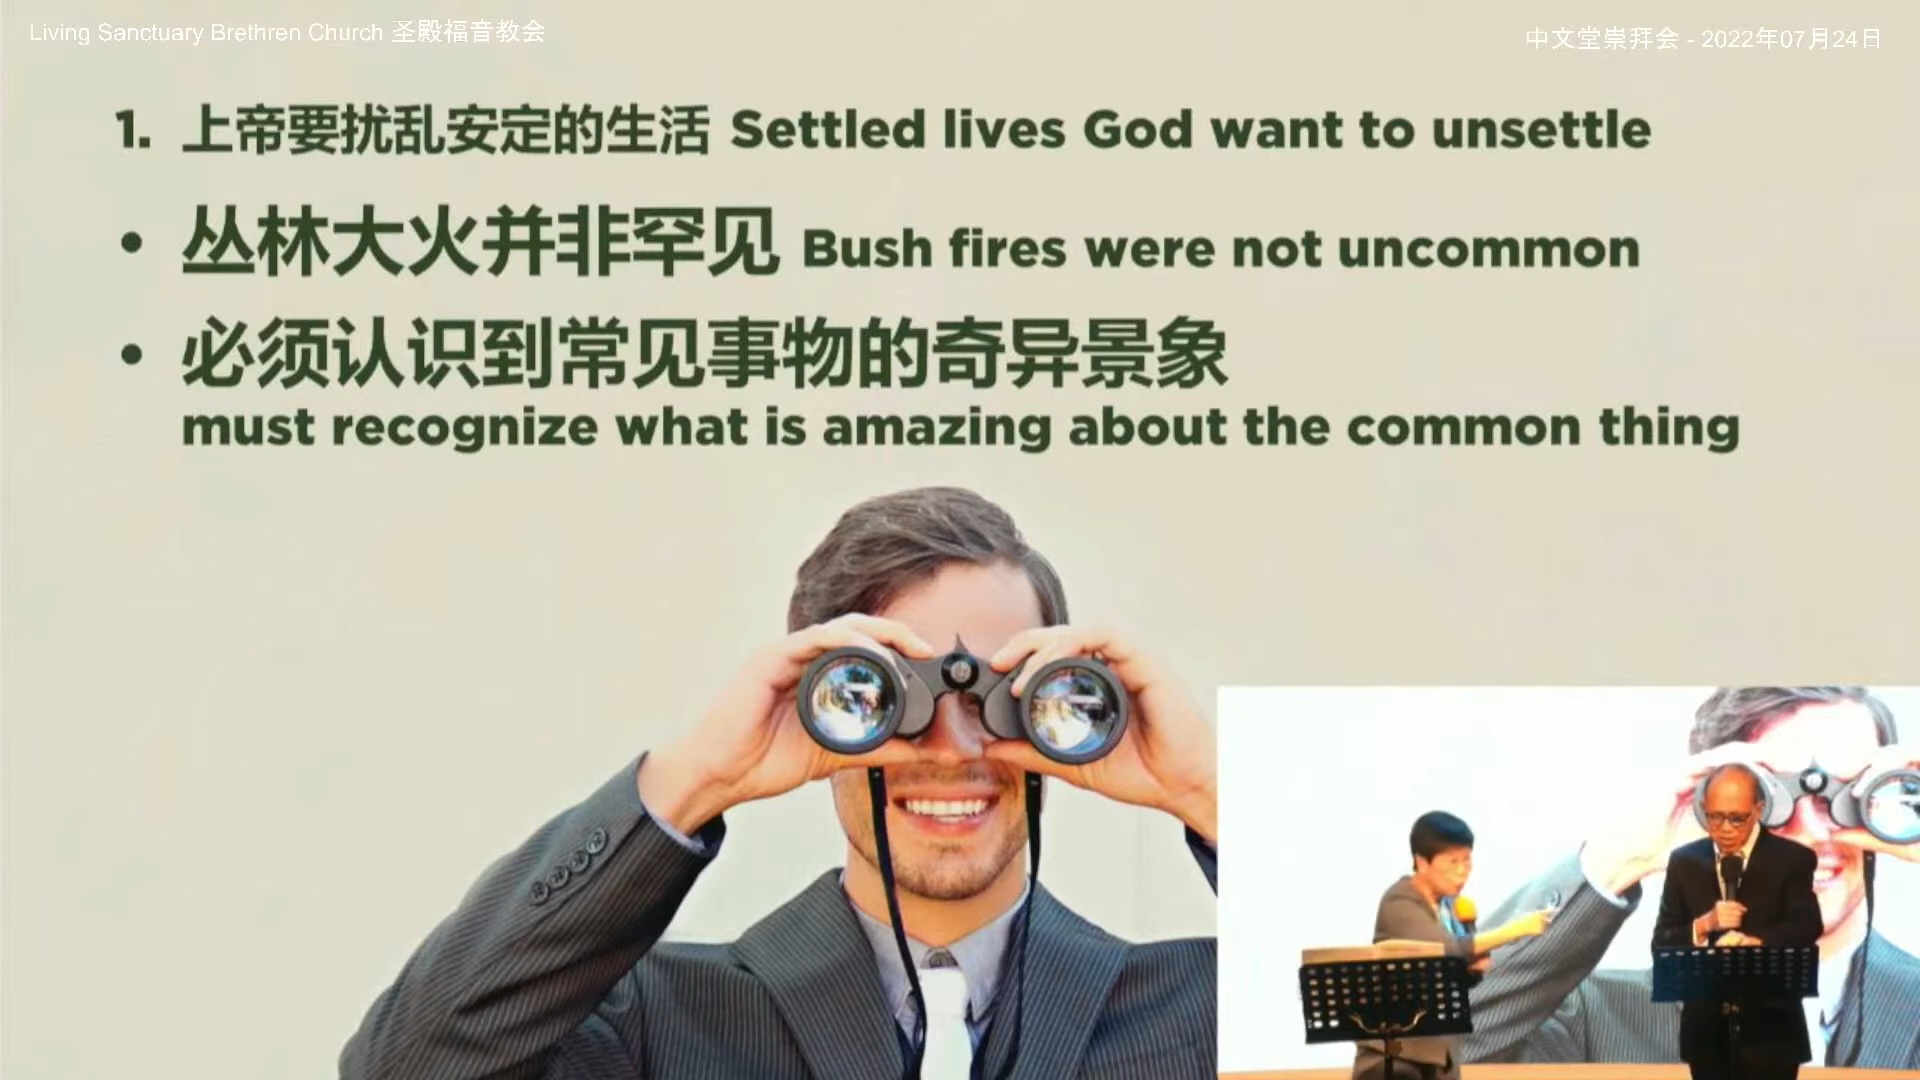 Living Sanctuary Brethren Church 圣殿福音教会
中文堂崇拜会 - 2022年07月24日
1. 上帝要扰乱安定的生活 Settled lives God want to unsettle
• 丛林大火并非罕见 Bush fires were not uncommon
• 必须认识到常见事物的奇异景象
must recognize what is amazing about the common thing